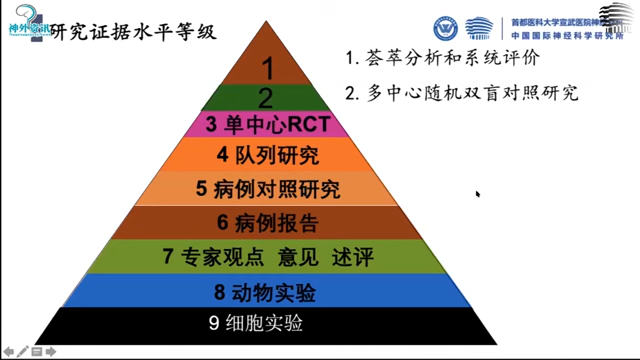 神外资讯
研究证据水平等级
首都医科大学宣武医院神
中国国际神经科学研究所
1
2
3 单中心RCT
4 队列研究
5 病例对照研究
6 病例报告
7 专家观点 意见 述评
8 动物实验
9 细胞实验
1. 荟萃分析和系统评价
2. 多中心随机双盲对照研究